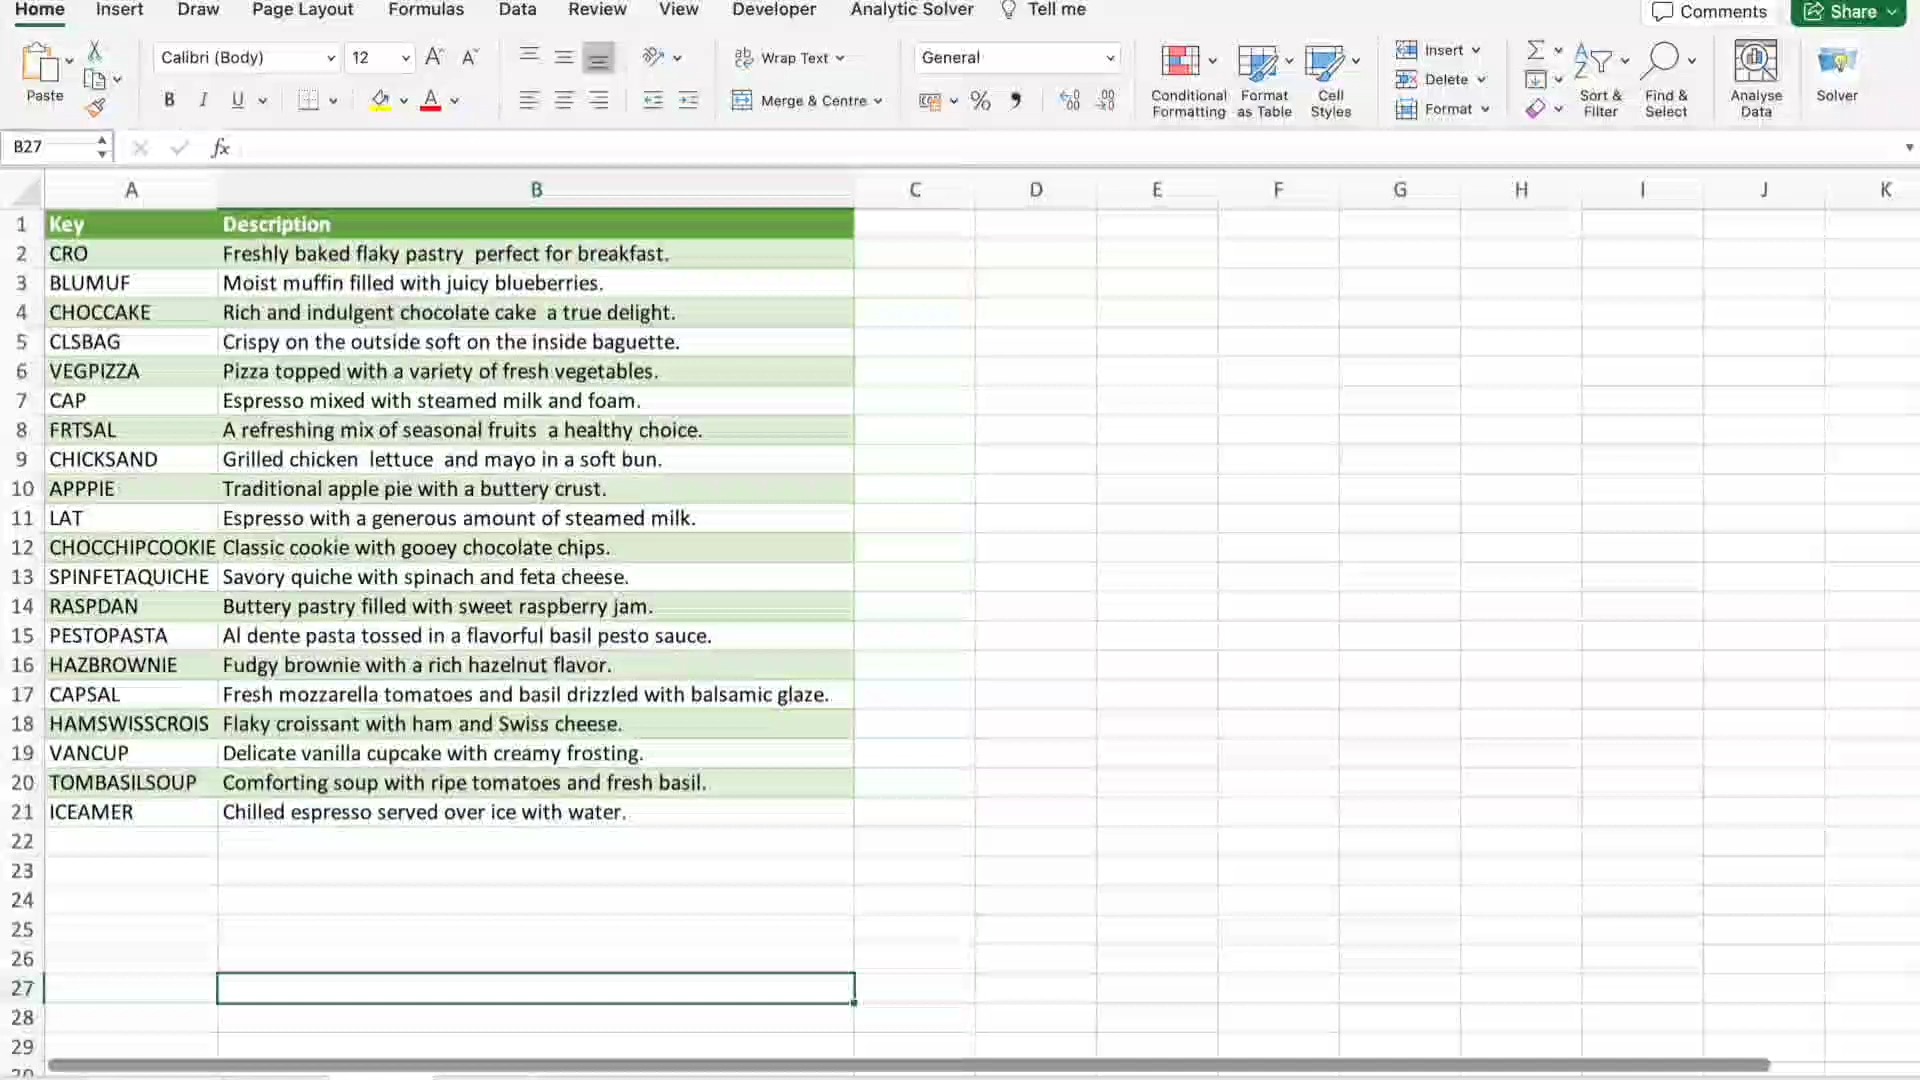 Home Insert Draw Page Layout Formulas Data Review View Developer Analytic Solver Tell me Comments Share
Calibri (Body) 12 Wrap Text General Insert
Delete
Paste B I U Merge & Centre % Conditional Formatting Format as Table Cell Styles Format Sort & Filter Find & Select Analyse Data Solver
B27 fx
A B C D E F G H I J K
1 Key Description
2 CRO Freshly baked flaky pastry  perfect for breakfast.
3 BLUMUF Moist muffin filled with juicy blueberries.
4 CHOCCAKE Rich and indulgent chocolate cake  a true delight.
5 CLSBAG Crispy on the outside soft on the inside baguette.
6 VEGPIZZA Pizza topped with a variety of fresh vegetables.
7 CAP Espresso mixed with steamed milk and foam.
8 FRTSAL A refreshing mix of seasonal fruits  a healthy choice.
9 CHICKSAND Grilled chicken  lettuce  and mayo in a soft bun.
10 APPPIE Traditional apple pie with a buttery crust.
11 LAT Espresso with a generous amount of steamed milk.
12 CHOCCHIPCOOKIE Classic cookie with gooey chocolate chips.
13 SPINFETAQUICHE Savory quiche with spinach and feta cheese.
14 RASPDAN Buttery pastry filled with sweet raspberry jam.
15 PESTOPASTA Al dente pasta tossed in a flavorful basil pesto sauce.
16 HAZBROWNIE Fudgy brownie with a rich hazelnut flavor.
17 CAPSAL Fresh mozzarella tomatoes and basil drizzled with balsamic glaze.
18 HAMSWISSCROIS Flaky croissant with ham and Swiss cheese.
19 VANCUP Delicate vanilla cupcake with creamy frosting.
20 TOMBASILSOUP Comforting soup with ripe tomatoes and fresh basil.
21 ICEAMER Chilled espresso served over ice with water.
22
23
24
25
26
27
28
29